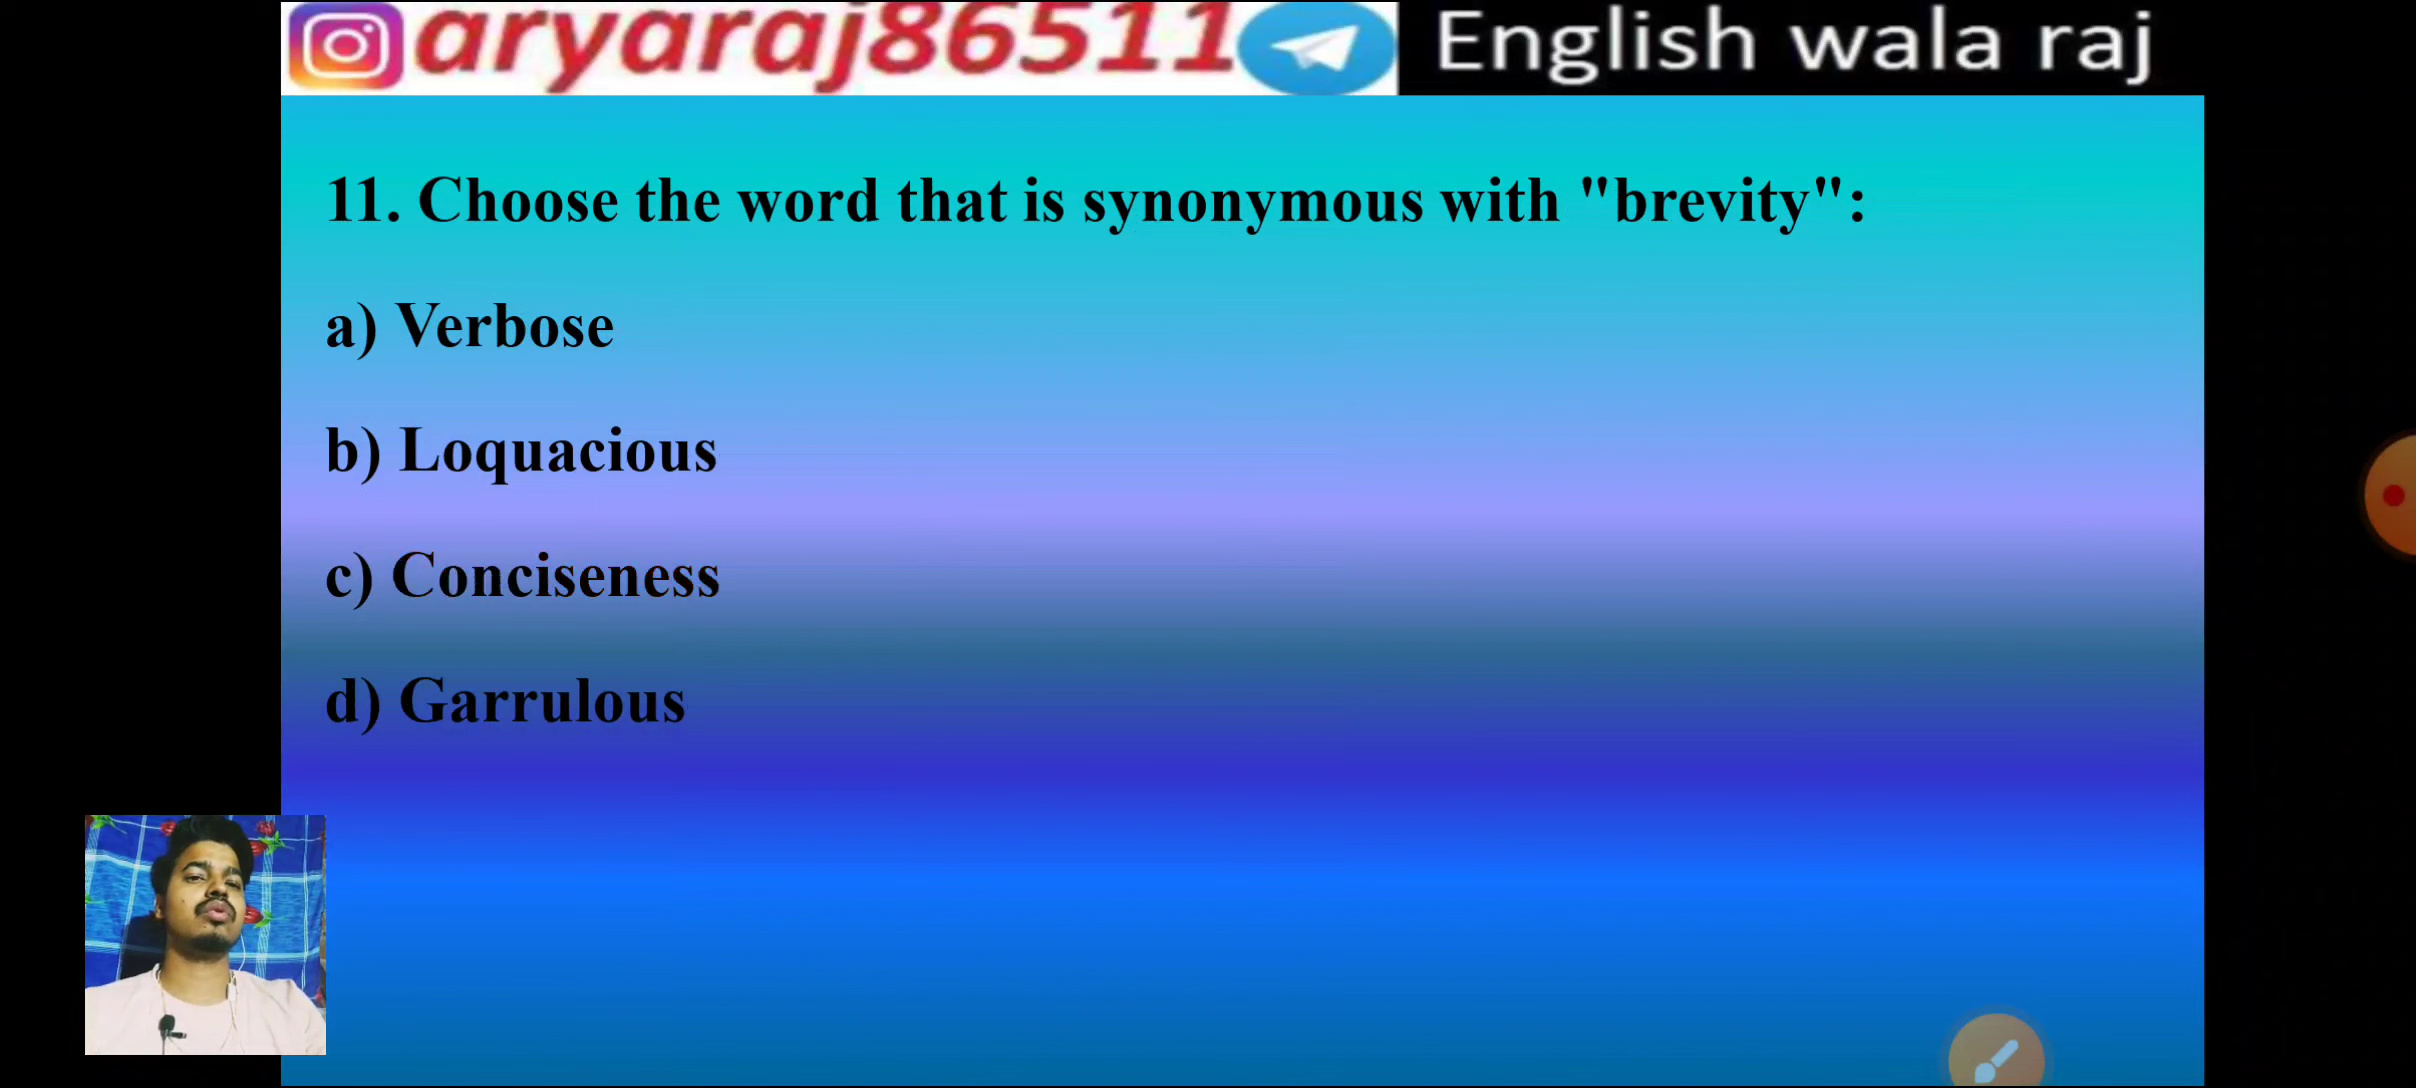 aryaraj86511 English wala raj
11. Choose the word that is synonymous with "brevity":
a) Verbose
b) Loquacious
c) Conciseness
d) Garrulous